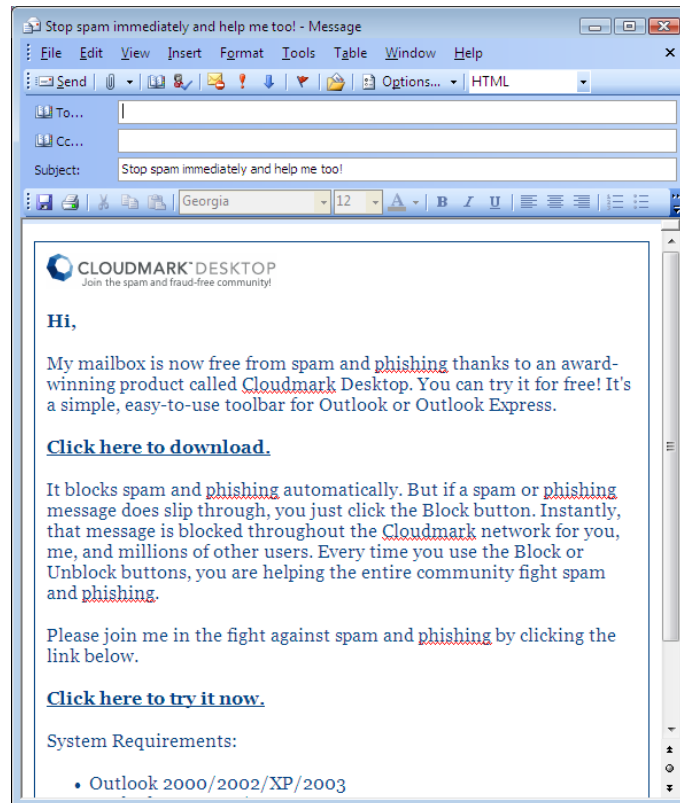 Stop spam immediately and help me too! - Message
File Edit View Insert Format Tools Table Window Help
Send Options... HTML
To...
Cc...
Subject: Stop spam immediately and help me too!
Georgia 12 A B I U
CLOUDMARK DESKTOP
Join the spam and fraud-free community!
Hi,
My mailbox is now free from spam and phishing thanks to an award-
winning product called Cloudmark Desktop. You can try it for free! It's
a simple, easy-to-use toolbar for Outlook or Outlook Express.
Click here to download.
It blocks spam and phishing automatically. But if a spam or phishing
message does slip through, you just click the Block button. Instantly,
that message is blocked throughout the Cloudmark network for you,
me, and millions of other users. Every time you use the Block or
Unblock buttons, you are helping the entire community fight spam
and phishing.
Please join me in the fight against spam and phishing by clicking the
link below.
Click here to try it now.
System Requirements:
• Outlook 2000/2002/XP/2003